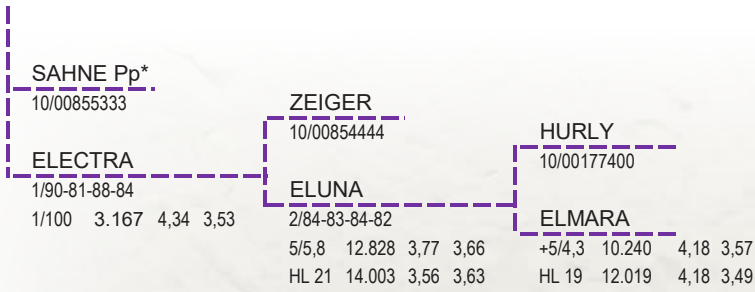 SAHNE Pp*
10/00855333
ELECTRA
1/90-81-88-84
1/100 3.167 4,34 3,53
ZEIGER
10/00854444
ELUNA
2/84-83-84-82
5/5,8 12.828 3,77 3,66
HL 21 14.003 3,56 3,63
HURLY
10/00177400
ELMARA
+5/4,3 10.240 4,18 3,57
HL 19 12.019 4,18 3,49